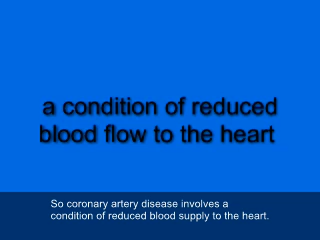 a condition of reduced
blood flow to the heart
So coronary artery disease involves a
condition of reduced blood supply to the heart.